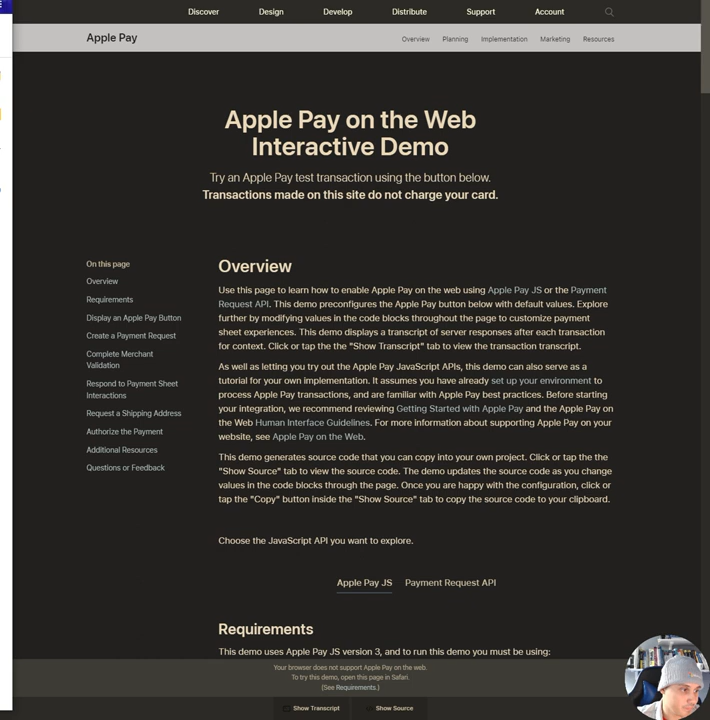 Discover Design Develop Distribute Support Account
Apple Pay
Overview Planning Implementation Marketing Resources
Apple Pay on the Web
Interactive Demo
Try an Apple Pay test transaction using the button below.
Transactions made on this site do not charge your card.
On this page
Overview
Requirements
Display an Apple Pay Button
Create a Payment Request
Complete Merchant
Validation
Respond to Payment Sheet
Interactions
Request a Shipping Address
Authorize the Payment
Additional Resources
Questions or Feedback
Overview
Use this page to learn how to enable Apple Pay on the web using Apple Pay JS or the Payment
Request API. This demo preconfigures the Apple Pay button below with default values. Explore
further by modifying values in the code blocks throughout the page to customize payment
sheet experiences. This demo displays a transcript of server responses after each transaction
for context. Click or tap the the "Show Transcript" tab to view the transaction transcript.
As well as letting you try out the Apple Pay JavaScript APIs, this demo can also serve as a
tutorial for your own implementation. It assumes you have already set up your environment to
process Apple Pay transactions, and are familiar with Apple Pay best practices. Before starting
your integration, we recommend reviewing Getting Started with Apple Pay and the Apple Pay on
the Web Human Interface Guidelines. For more information about supporting Apple Pay on your
website, see Apple Pay on the Web.
This demo generates source code that you can copy into your own project. Click or tap the the
"Show Source" tab to view the source code. The demo updates the source code as you change
values in the code blocks through the page. Once you are happy with the configuration, click or
tap the "Copy" button inside the "Show Source" tab to copy the source code to your clipboard.
Choose the JavaScript API you want to explore.
Apple Pay JS Payment Request API
Requirements
This demo uses Apple Pay JS version 3, and to run this demo you must be using:
Your browser does not support Apple Pay on the web.
To try this demo, open this page in Safari.
(See Requirements.)
Show Transcript Show Source